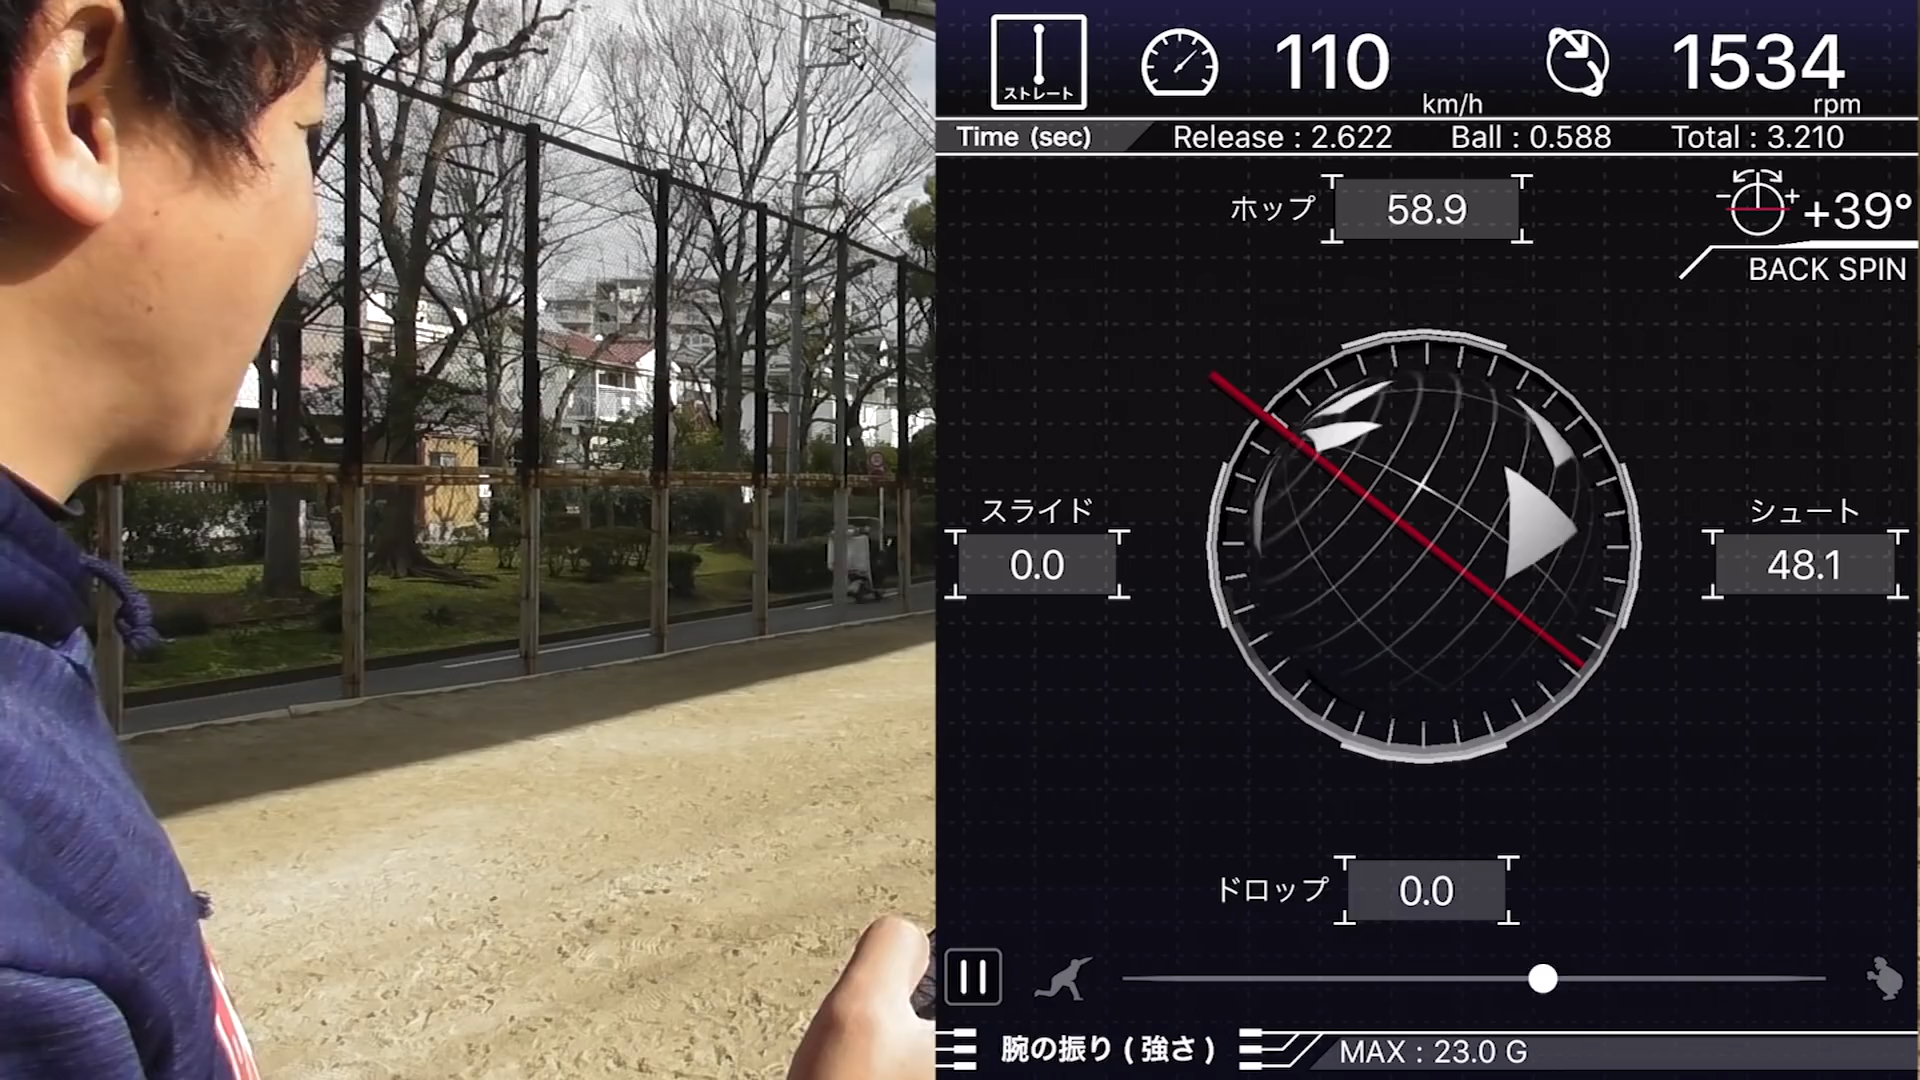 ストレート
110
km/h
1534
rpm
Time (sec)
Release : 2.622
Ball : 0.588
Total : 3.210
ホップ
58.9
- +
+39°
BACK SPIN
スライド
0.0
シュート
48.1
ドロップ
0.0
腕の振り ( 強さ )
MAX : 23.0 G